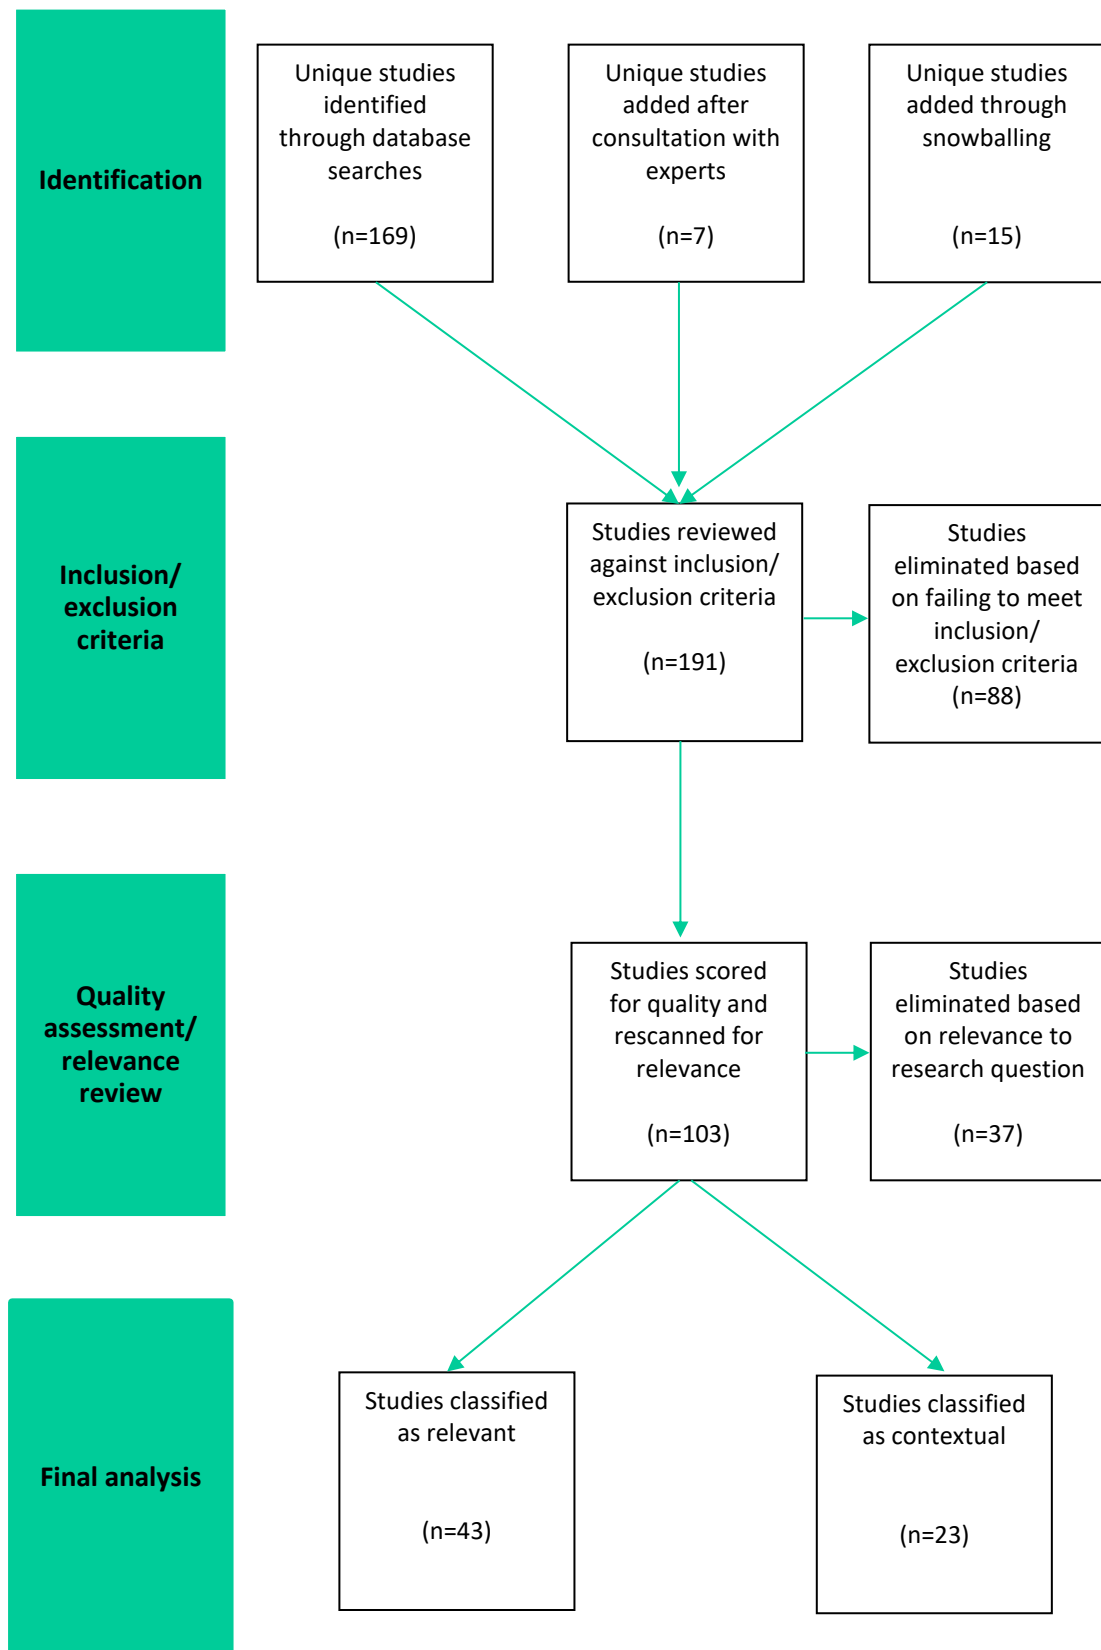 Identification
Unique studies
identified
through database
searches
(n=169)
Unique studies
added after
consultation with
experts
(n=7)
Unique studies
added through
snowballing
(n=15)
Inclusion/
exclusion
criteria
Studies reviewed
against inclusion/
exclusion criteria
(n=191)
Studies
eliminated based
on failing to meet
inclusion/
exclusion criteria
(n=88)
Quality
assessment/
relevance
review
Studies scored
for quality and
rescanned for
relevance
(n=103)
Studies
eliminated based
on relevance to
research question
(n=37)
Final analysis
Studies classified
as relevant
(n=43)
Studies classified
as contextual
(n=23)